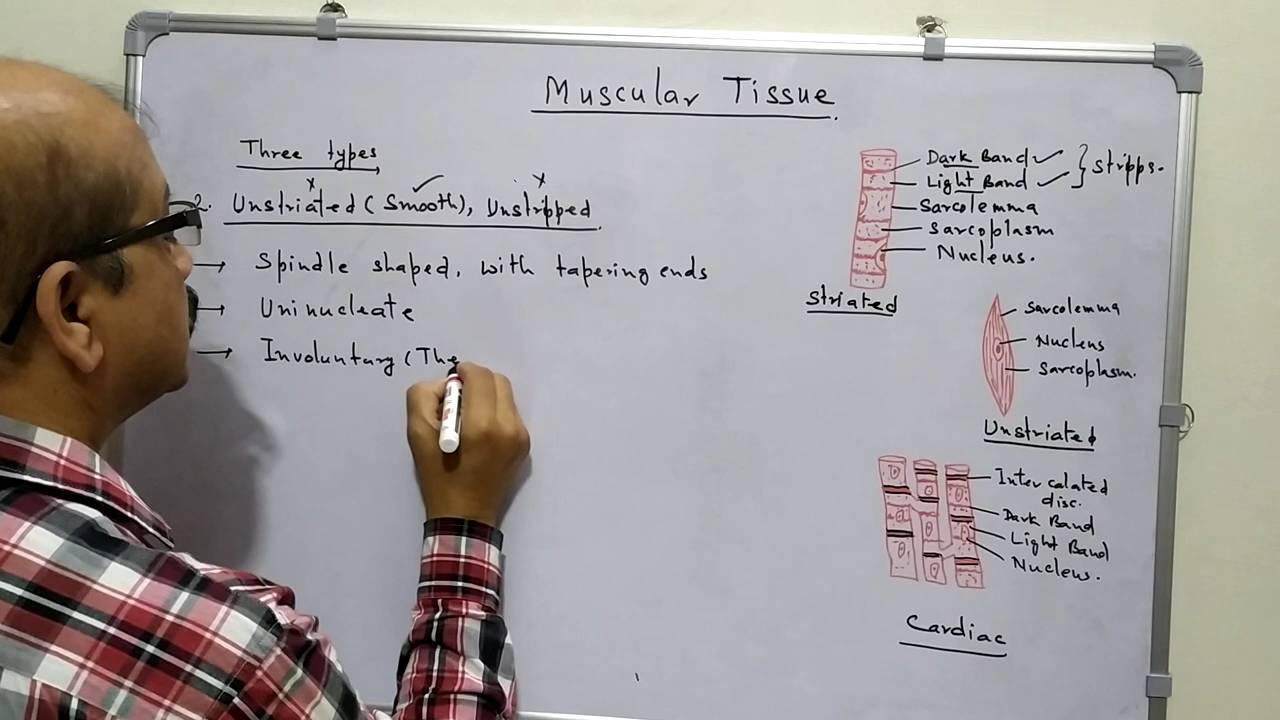 Muscular Tissue
Three types
2. Unstriated (Smooth), Unstripped
→ Spindle shaped, with tapering ends
→ Uninucleate
→ Involuntary (The
Dark Band
Light Band
} Stripps.
Sarcolemma
Sarcoplasm
Nucleus.
Striated
Sarcolemma
Nucleus
Sarcoplasm.
Unstriated
Intercalated
disc.
Dark Band
Light Band
Nucleus.
Cardiac